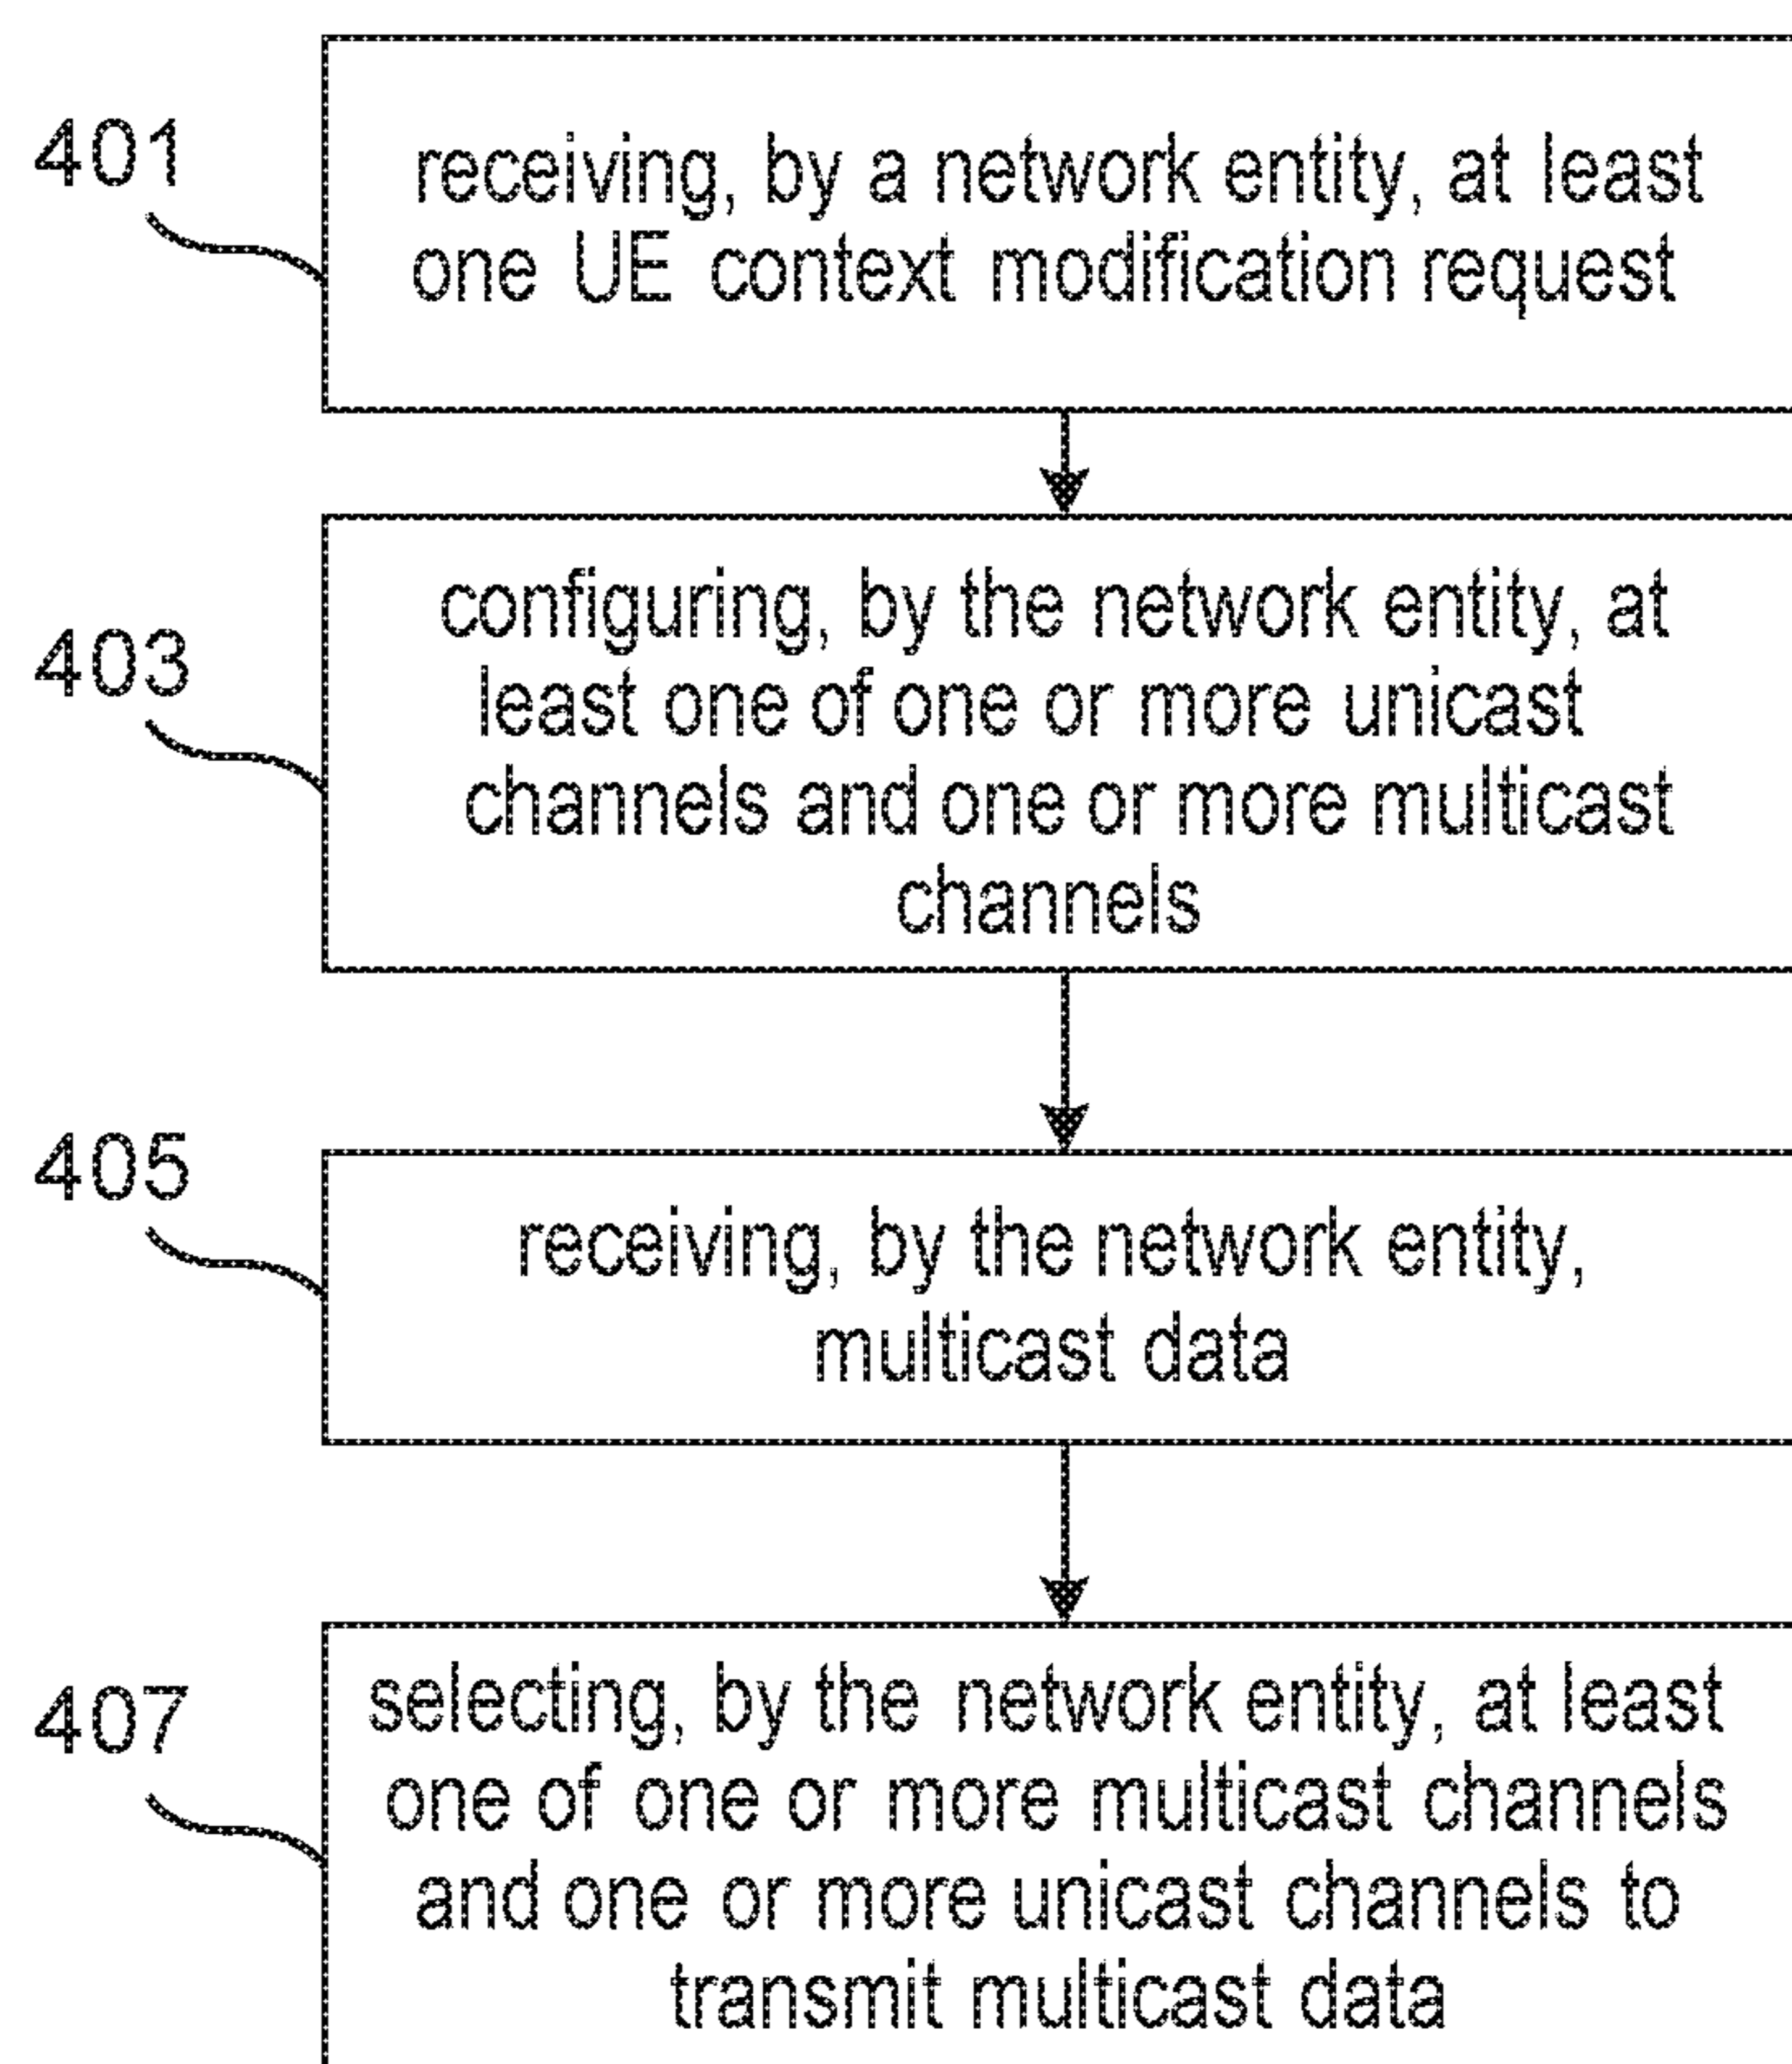 401
receiving, by a network entity, at least
one UE context modification request
403
configuring, by the network entity, at
least one of one or more unicast
channels and one or more multicast
channels
405
receiving, by the network entity,
multicast data
407
selecting, by the network entity, at least
one of one or more multicast channels
and one or more unicast channels to
transmit multicast data